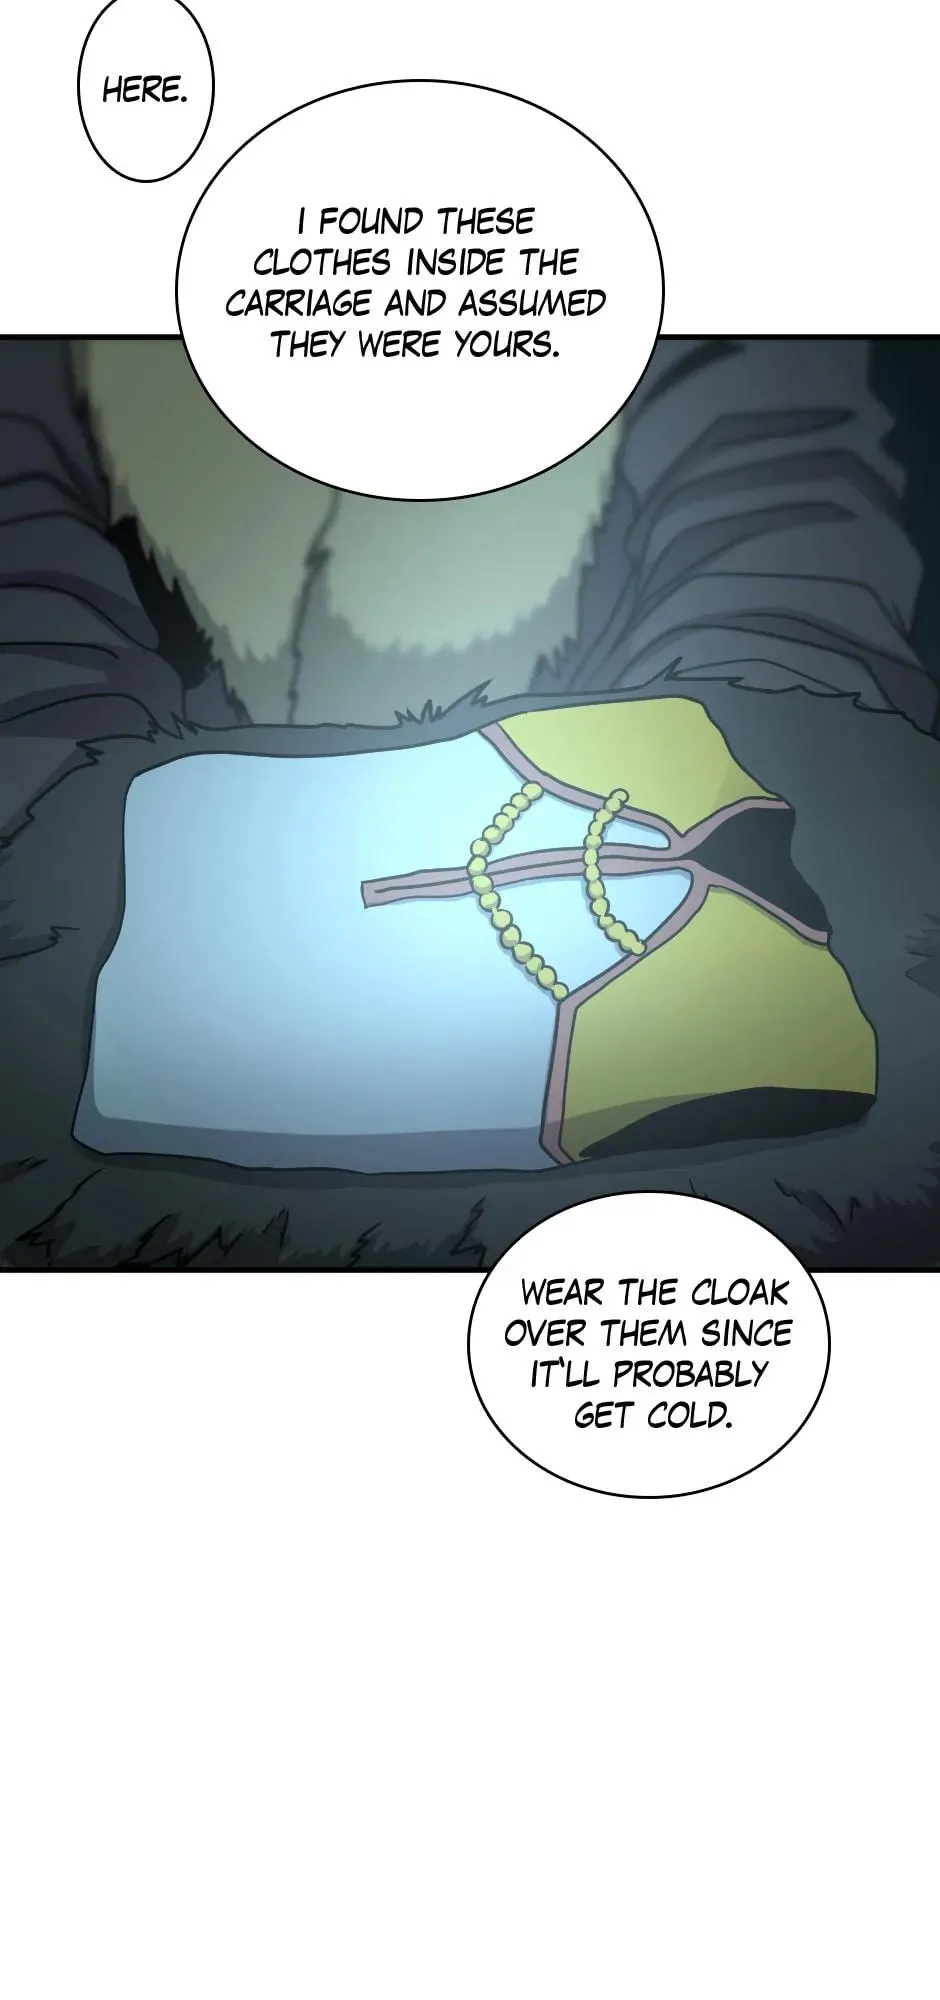 HERE.
I FOUND THESE
CLOTHES INSIDE THE
CARRIAGE AND ASSUMED
THEY WERE YOURS.
WEAR THE CLOAK
OVER THEM SINCE
IT'LL PROBABLY
GET COLD.